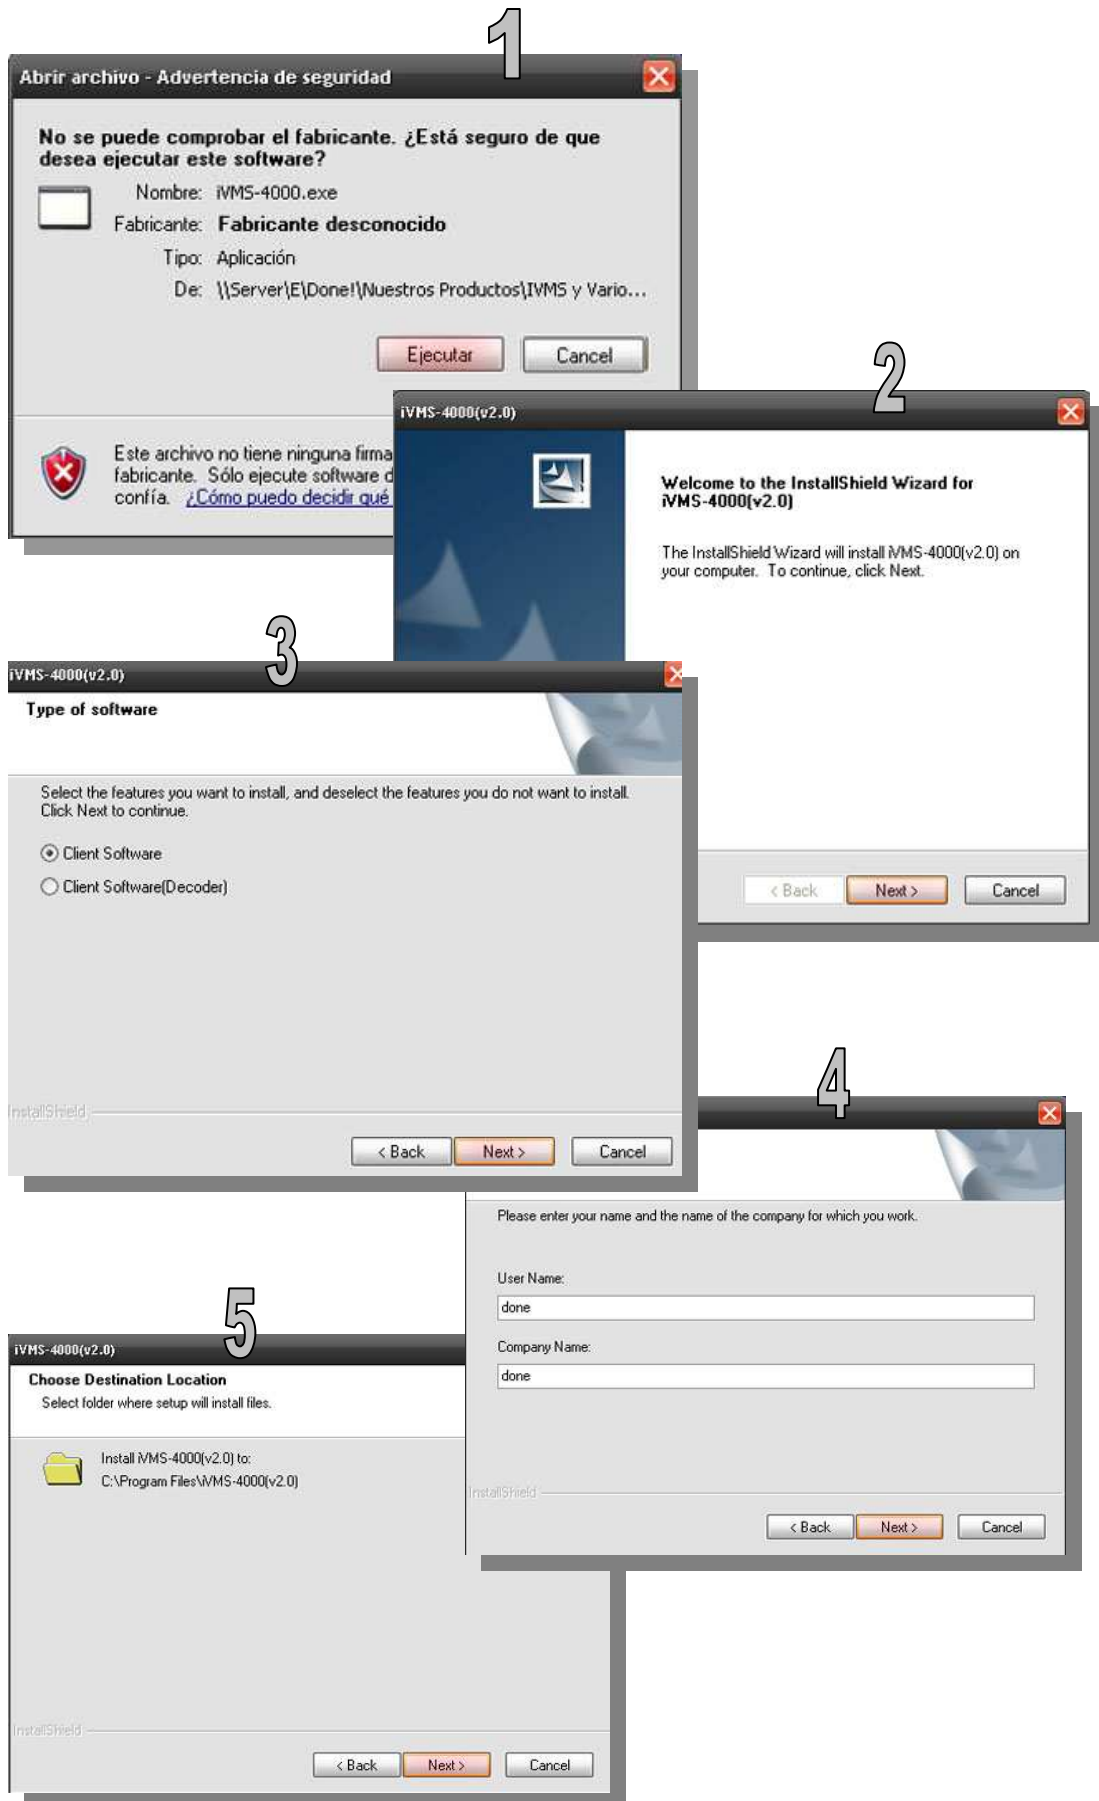 1
Abrir archivo - Advertencia de seguridad
No se puede comprobar el fabricante. ¿Está seguro de que
desea ejecutar este software?
Nombre: iVMS-4000.exe
Fabricante: Fabricante desconocido
Tipo: Aplicación
De: \\Server\E\Done!\Nuestros Productos\IVMS y Vario...
Ejecutar Cancel
Este archivo no tiene ninguna firma
fabricante. Sólo ejecute software d
confía. ¿Cómo puedo decidir qué
2
iVMS-4000(v2.0)
Welcome to the InstallShield Wizard for
iVMS-4000(v2.0)
The InstallShield Wizard will install iVMS-4000(v2.0) on
your computer. To continue, click Next.
< Back Next > Cancel
3
iVMS-4000(v2.0)
Type of software
Select the features you want to install, and deselect the features you do not want to install.
Click Next to continue.
Client Software
Client Software(Decoder)
InstallShield
< Back Next > Cancel
4
Please enter your name and the name of the company for which you work.
User Name:
done
Company Name:
done
InstallShield
< Back Next > Cancel
5
iVMS-4000(v2.0)
Choose Destination Location
Select folder where setup will install files.
Install iVMS-4000(v2.0) to:
C:\Program Files\iVMS-4000(v2.0)
InstallShield
< Back Next > Cancel